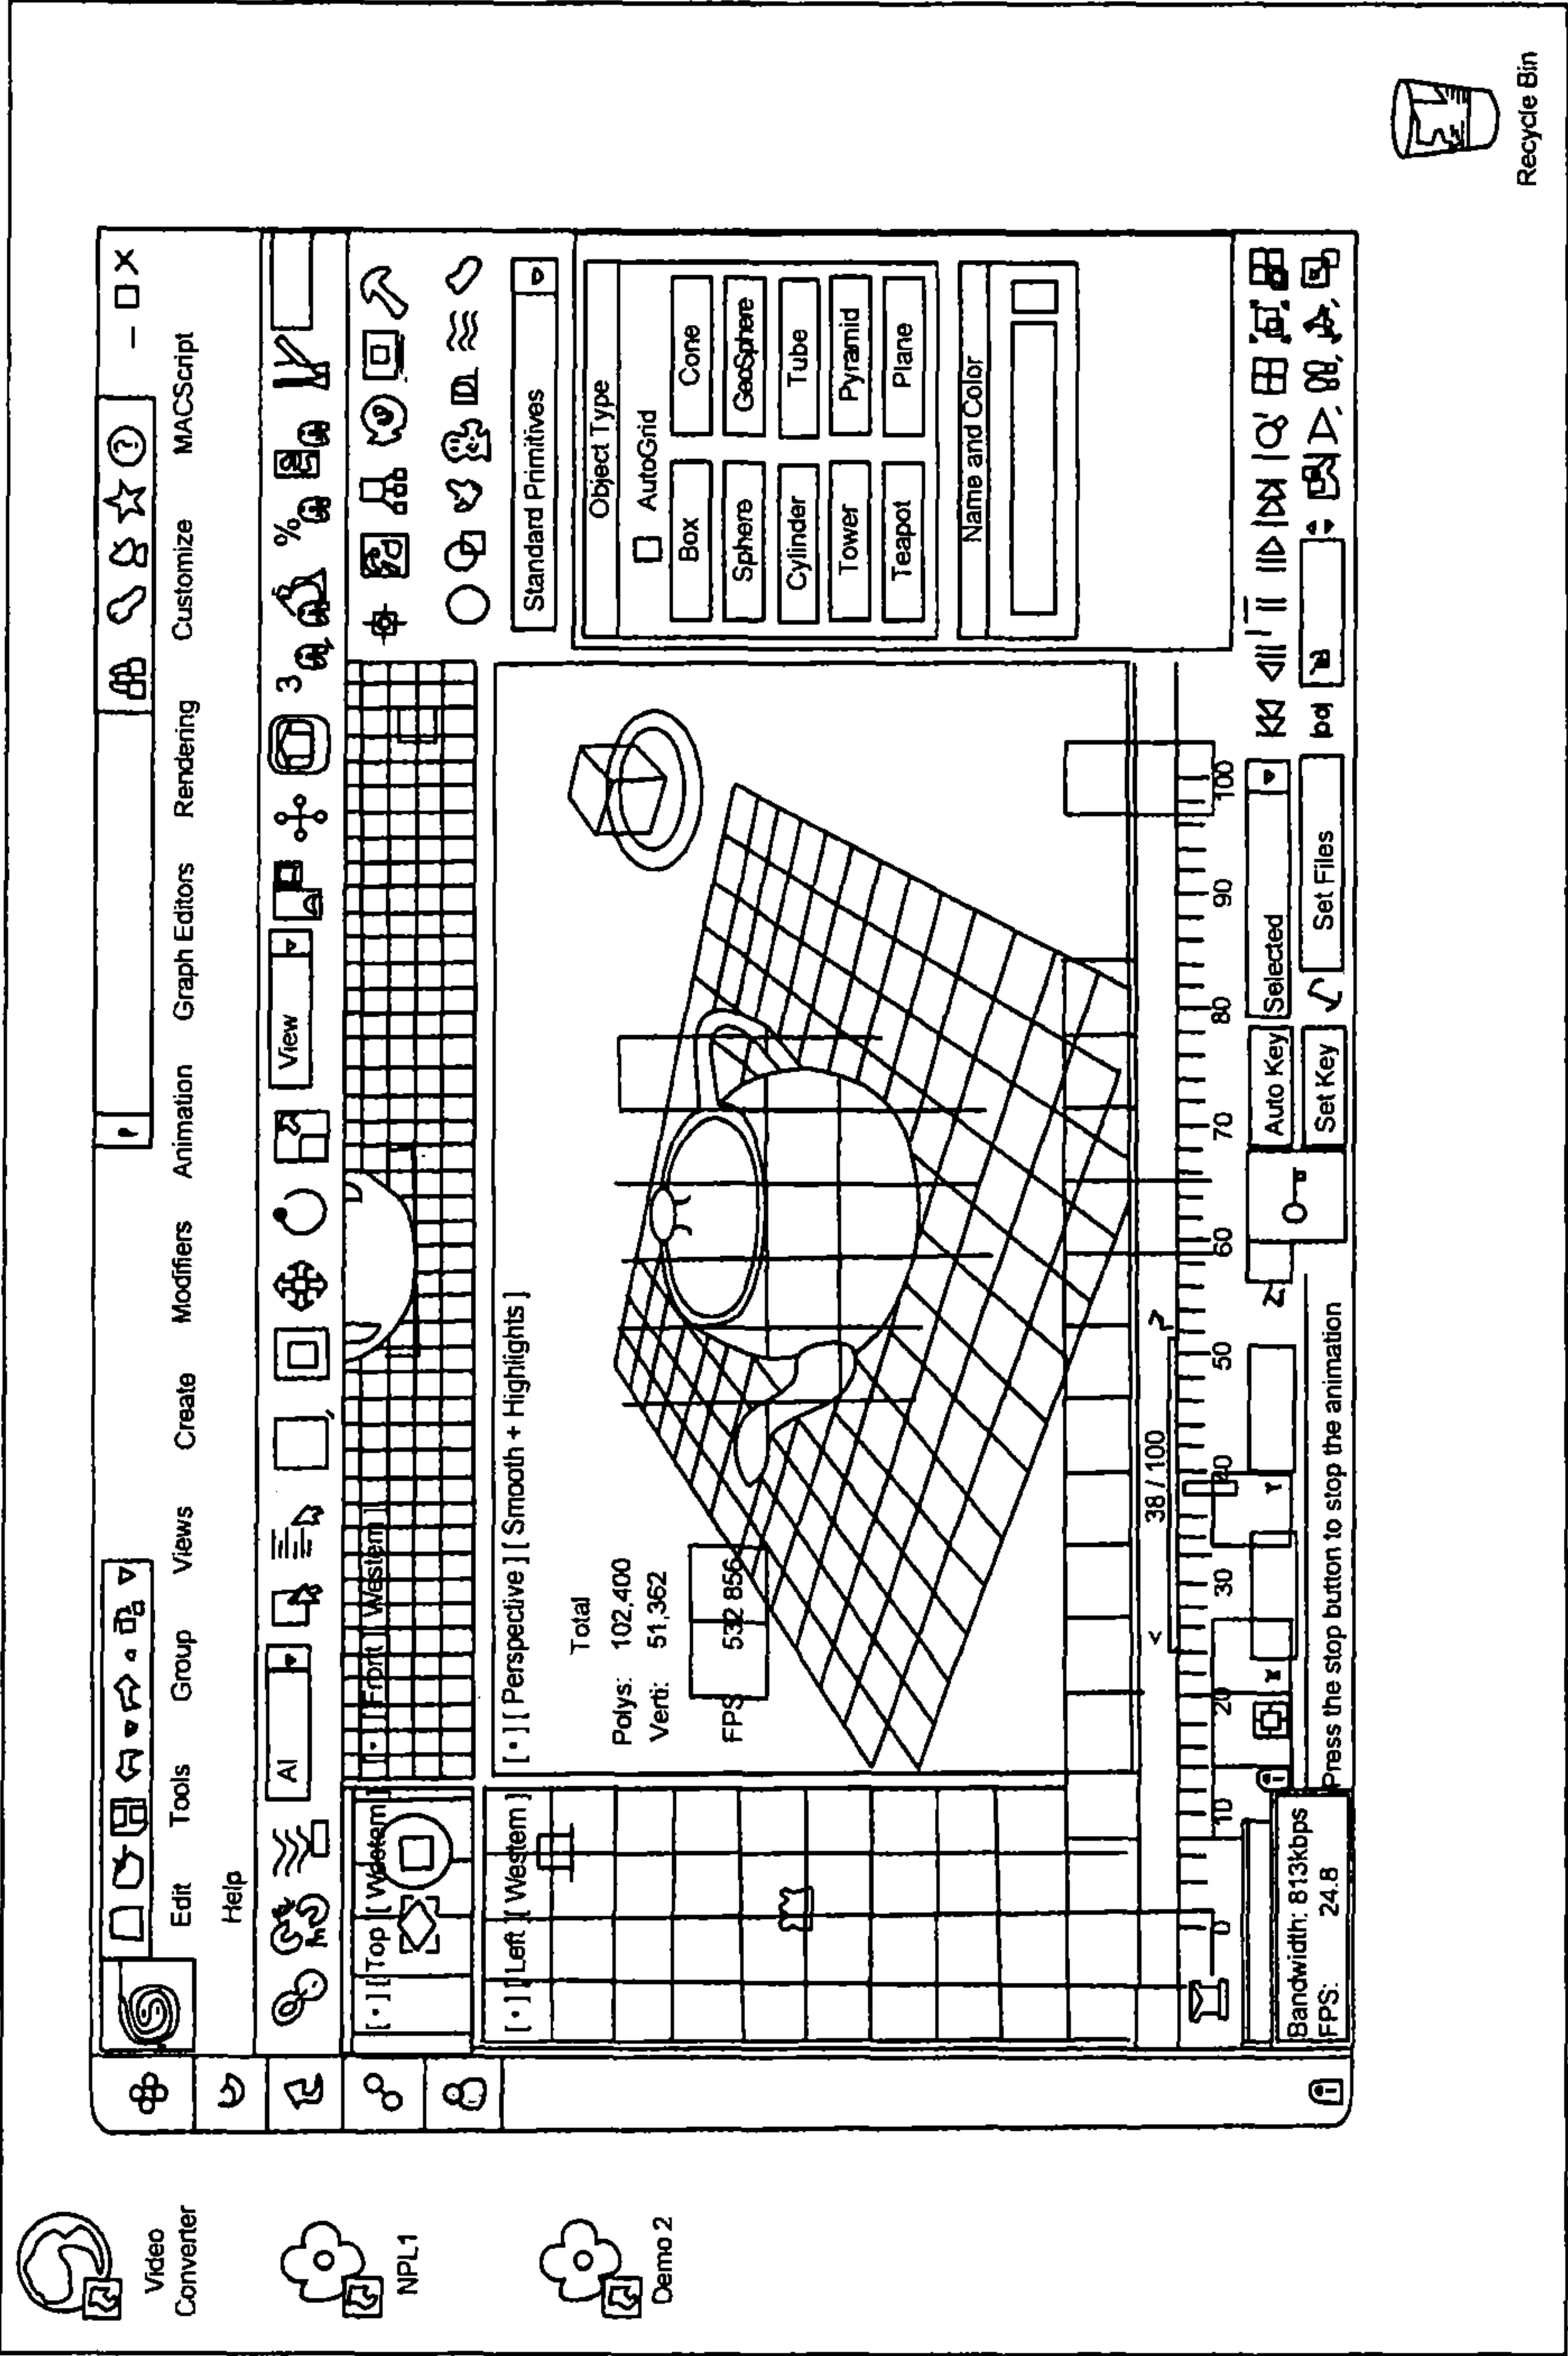 Video
Converter
NPL1
Demo 2
Recycle Bin
Edit Tools Group Views Create Modifiers Animation Graph Editors Rendering Customize MACScript
Help
Al
View
3
%
[ • ] [ Top ] [ Western ]
[ • ] [ Front ] [ Western ]
[ • ] [ Left ] [ Western ]
[ • ] [ Perspective ] [ Smooth + Highlights ]
Total
Polys: 102,400
Verti: 51,362
FPS 532 856
Standard Primitives
Object Type
AutoGrid
Box Cone
Sphere GeoSphere
Cylinder Tube
Tower Pyramid
Teapot Plane
Name and Color
< 38 / 100 >
0 10 20 30 40 50 60 70 80 90 100
Auto Key Selected
Set Key Set Files
Press the stop button to stop the animation
Bandwidth: 813kbps
FPS: 24.8